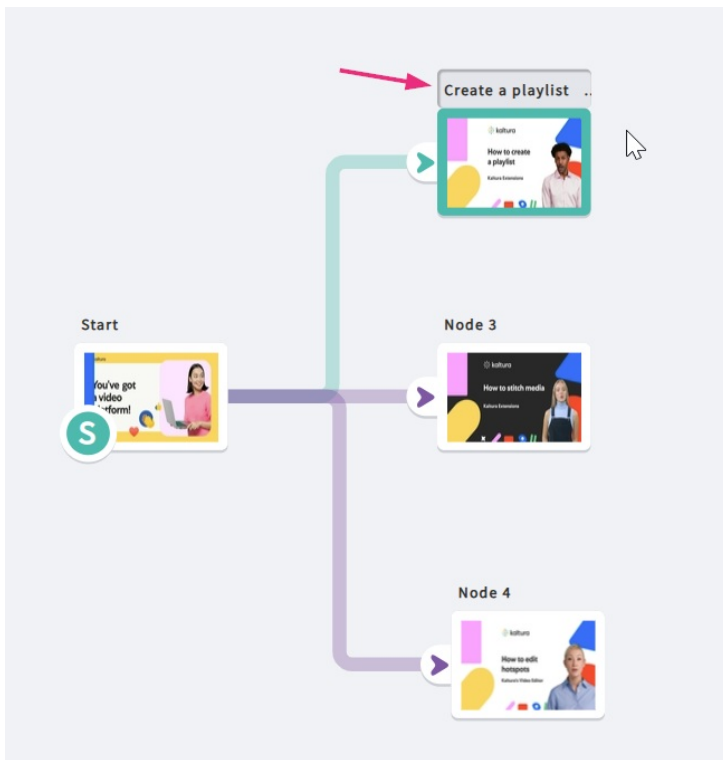 Create a playlist ..
kaltura
How to create
a playlist
Kaltura Extensions
Start
You've got
a video
platform!
S
Node 3
kaltura
How to stitch media
Kaltura Extensions
Node 4
kaltura
How to edit
hotspots
Kaltura's Video Editor